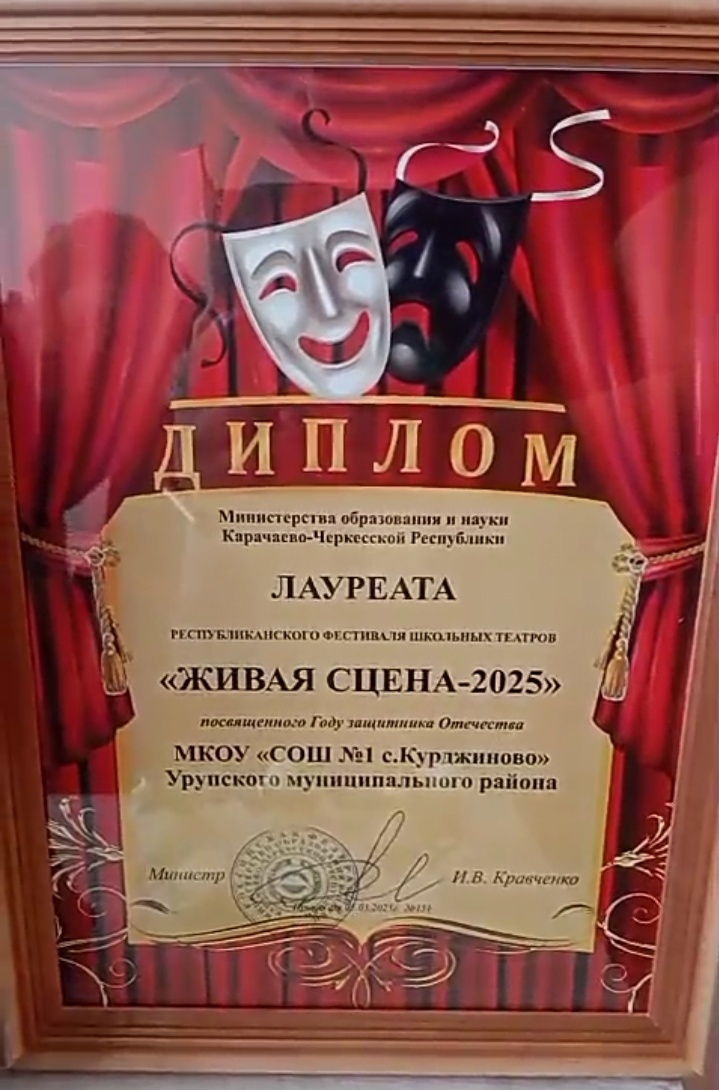 ДИПЛОМ
Министерства образования и науки
Карачаево-Черкесской Республики
ЛАУРЕАТА
РЕСПУБЛИКАНСКОГО ФЕСТИВАЛЯ ШКОЛЬНЫХ ТЕАТРОВ
«ЖИВАЯ СЦЕНА-2025»
посвященного Году защитника Отечества
МКОУ «СОШ №1 с.Курджиново»
Урупского муниципального района
Министр
И.В. Кравченко